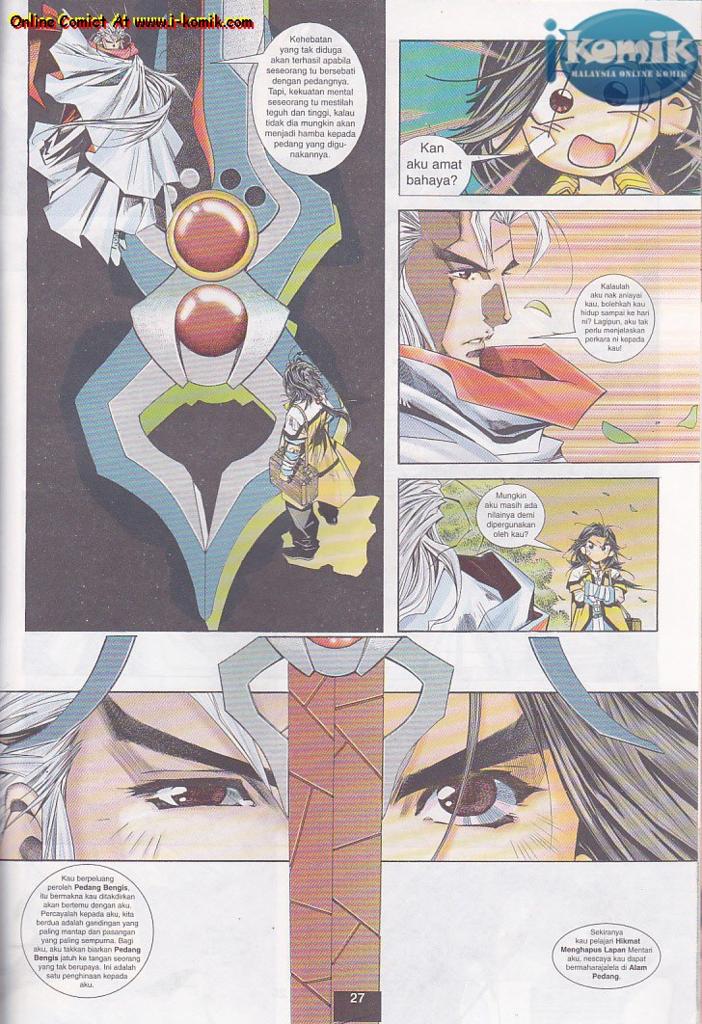 Online Comict At www.i-komik.com
ikomik
MALAYSIA ONLINE KOMIK
Kehebatan
yang tak diduga
akan terhasil apabila
seseorang tu bersebati
dengan pedangnya.
Tapi, kekuatan mental
seseorang tu mestilah
teguh dan tinggi, kalau
tidak dia mungkin akan
menjadi hamba kepada
pedang yang digu-
nakannya.
Kan
aku amat
bahaya?
Kalaulah
aku nak aniayai
kau, bolehkah kau
hidup sampai ke hari
ni? Lagipun, aku tak
perlu menjelaskan
perkara ni kepada
kau!
Mungkin
aku masih ada
nilainya demi
dipergunakan
oleh kau?
Kau berpeluang
peroleh Pedang Bengis,
itu bermakna kau ditakdirkan
akan bertemu dengan aku.
Percayalah kepada aku, kita
berdua adalah gandingan yang
paling mantap dan pasangan
yang paling sempurna. Bagi
aku, aku takkan biarkan Pedang
Bengis jatuh ke tangan seorang
yang tak berupaya. Ini adalah
satu penghinaan kepada
aku.
Sekiranya
kau pelajari Hikmat
Menghapus Lapan Mentari
aku, nescaya kau dapat
bermaharajalela di Alam
Pedang.
27